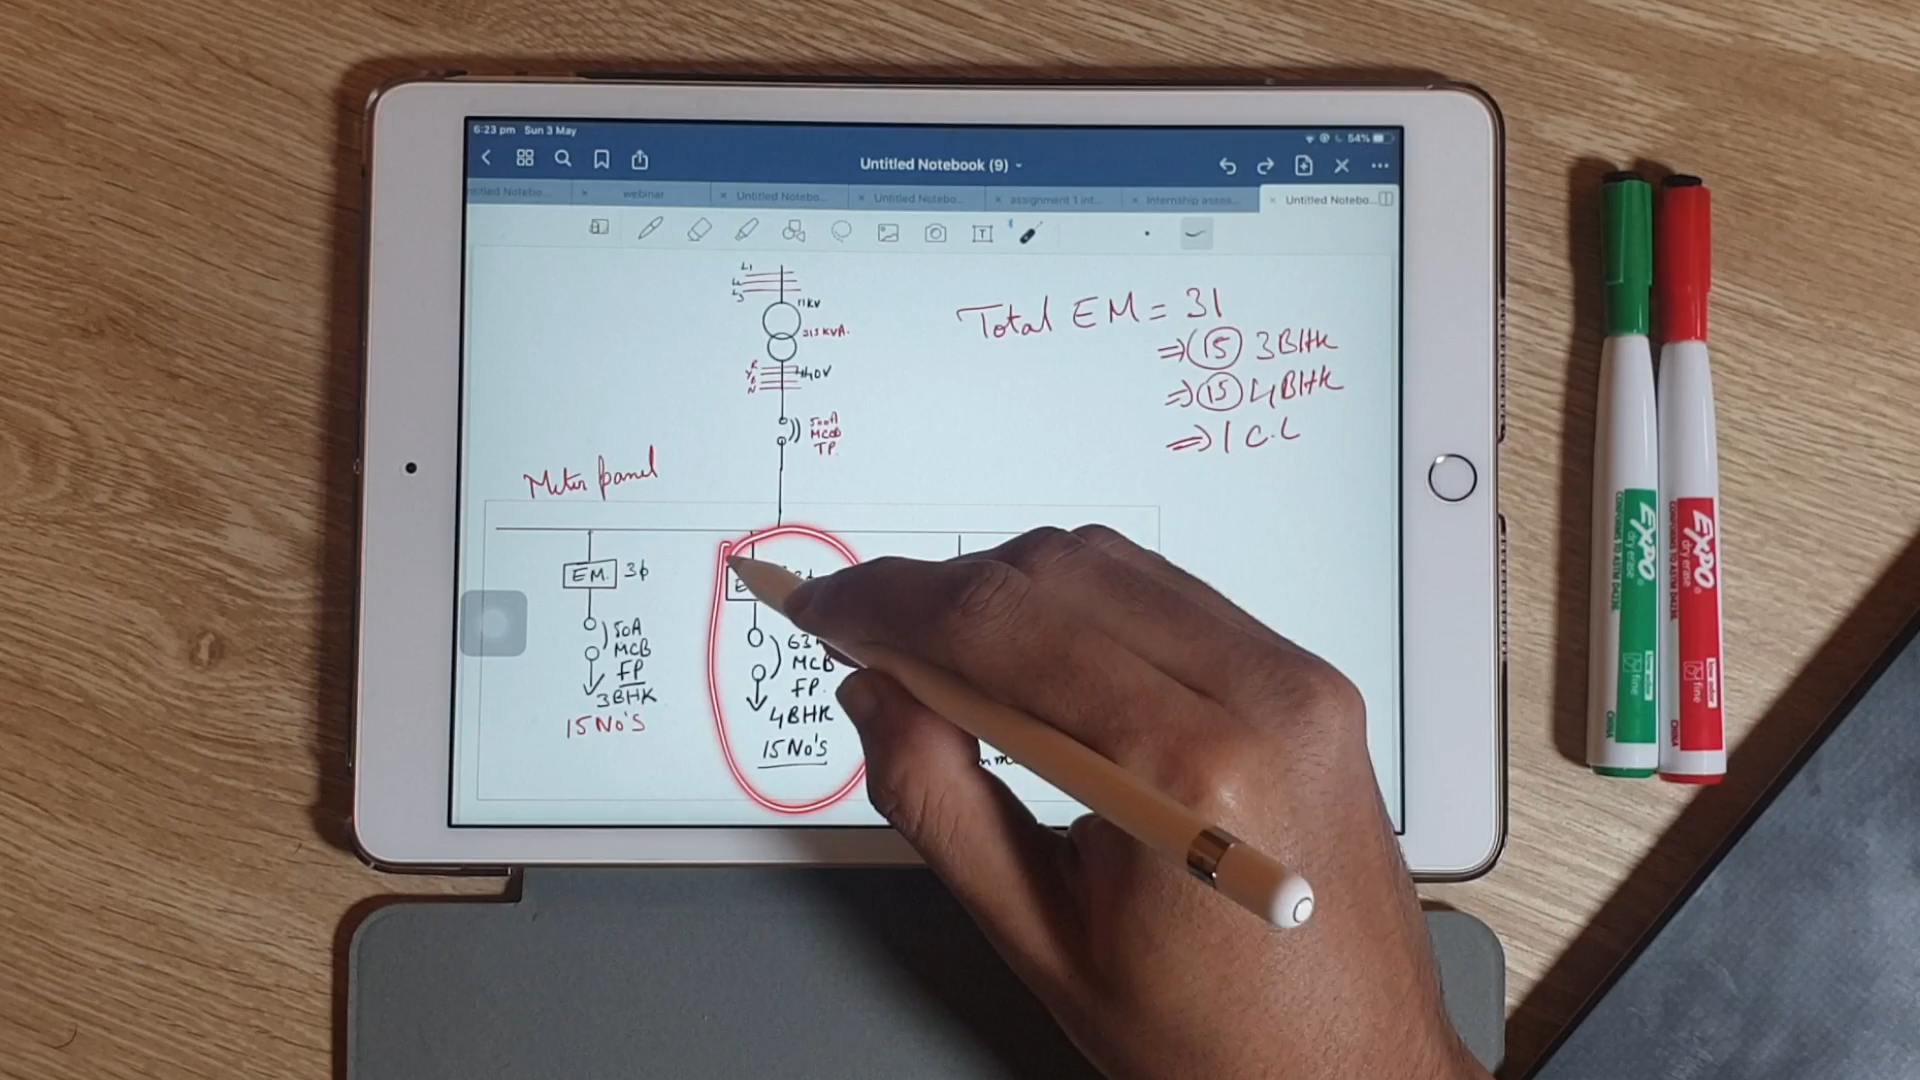 6:23 pm Sun 3 May
54%
Untitled Notebook (9)
webinar
Untitled Notebo...
Untitled Notebo...
assignment 1 int...
Internship asses...
Untitled Notebo...
T
L1
L3
11KV
315 KVA.
R
Y
B
N
440V
500A
TP.
Total EM = 31
⇒ 15 3BHK
⇒ 15 4BHK
⇒ 1 C.L
Meter panel
EM. 3ϕ
50A
MCB
FP
3BHK
15 No's
MCB
FP.
4BHK
15 No's
EXPO
dry erase
fine
CHINA
EXPO
dry erase
fine
CHINA